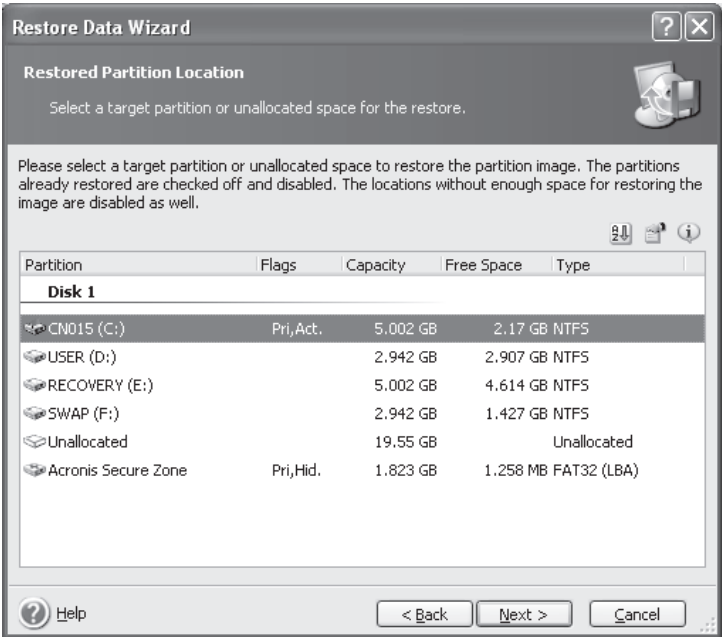 Restore Data Wizard
Restored Partition Location
Select a target partition or unallocated space for the restore.
Please select a target partition or unallocated space to restore the partition image. The partitions
already restored are checked off and disabled. The locations without enough space for restoring the
image are disabled as well.
Partition Flags Capacity Free Space Type
Disk 1
CN015 (C:) Pri,Act. 5.002 GB 2.17 GB NTFS
USER (D:) 2.942 GB 2.907 GB NTFS
RECOVERY (E:) 5.002 GB 4.614 GB NTFS
SWAP (F:) 2.942 GB 1.427 GB NTFS
Unallocated 19.55 GB Unallocated
Acronis Secure Zone Pri,Hid. 1.823 GB 1.258 MB FAT32 (LBA)
Help < Back Next > Cancel